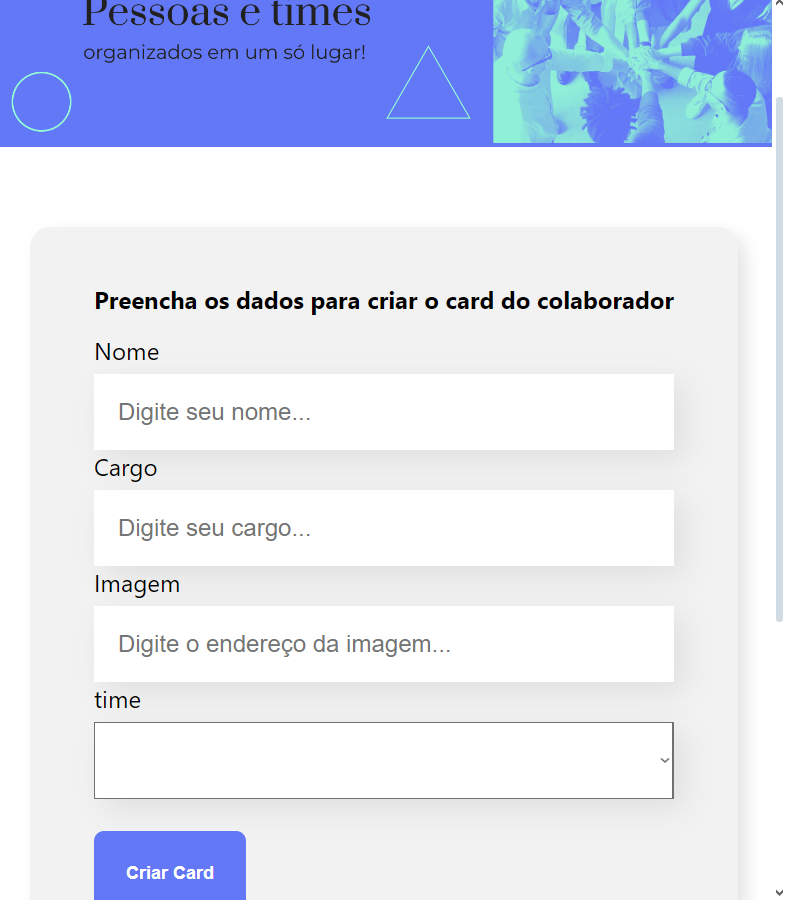 Pessoas e times
organizados em um só lugar!
Preencha os dados para criar o card do colaborador
Nome
Digite seu nome...
Cargo
Digite seu cargo...
Imagem
Digite o endereço da imagem...
time
Criar Card